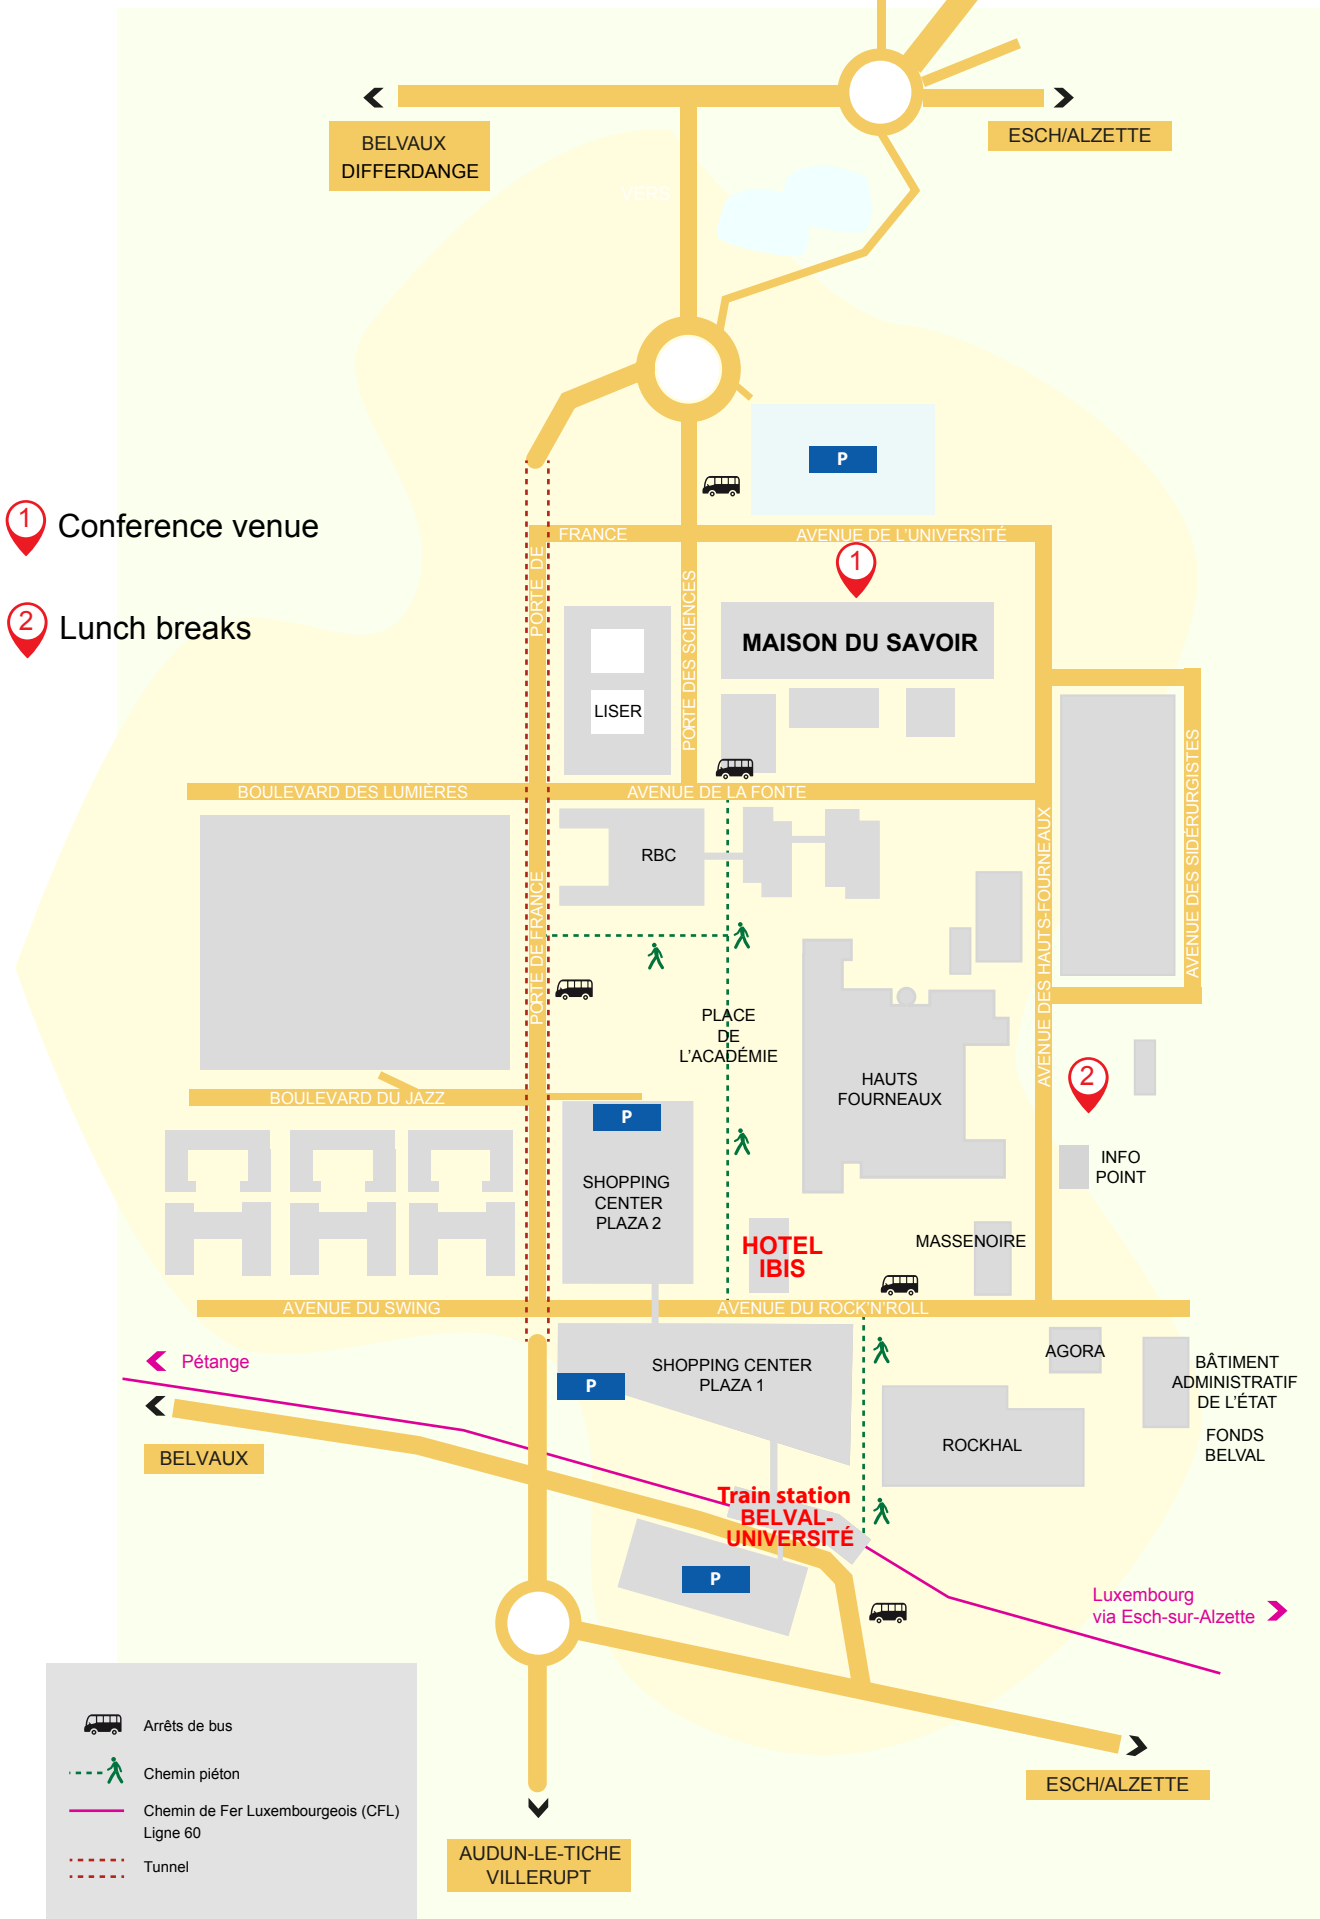 BELVAUX
DIFFERDANGE
ESCH/ALZETTE
VERS
P
1
Conference venue
2
Lunch breaks
FRANCE
AVENUE DE L'UNIVERSITÉ
PORTE DE
1
MAISON DU SAVOIR
PORTE DES SCIENCES
LISER
BOULEVARD DES LUMIÈRES
AVENUE DE LA FONTE
AVENUE DES SIDÉRURGISTES
RBC
AVENUE DES HAUTS-FOURNEAUX
PORTE DE FRANCE
PLACE
DE
L'ACADÉMIE
HAUTS
FOURNEAUX
2
BOULEVARD DU JAZZ
P
SHOPPING
CENTER
PLAZA 2
INFO
POINT
HOTEL
IBIS
MASSENOIRE
AVENUE DU SWING
AVENUE DU ROCK'N'ROLL
Pétange
SHOPPING CENTER
PLAZA 1
P
AGORA
BÂTIMENT
ADMINISTRATIF
DE L'ÉTAT
FONDS
BELVAL
ROCKHAL
BELVAUX
Train station
BELVAL-
UNIVERSITÉ
P
Luxembourg
via Esch-sur-Alzette
Arrêts de bus
Chemin piéton
Chemin de Fer Luxembourgeois (CFL)
Ligne 60
Tunnel
ESCH/ALZETTE
AUDUN-LE-TICHE
VILLERUPT